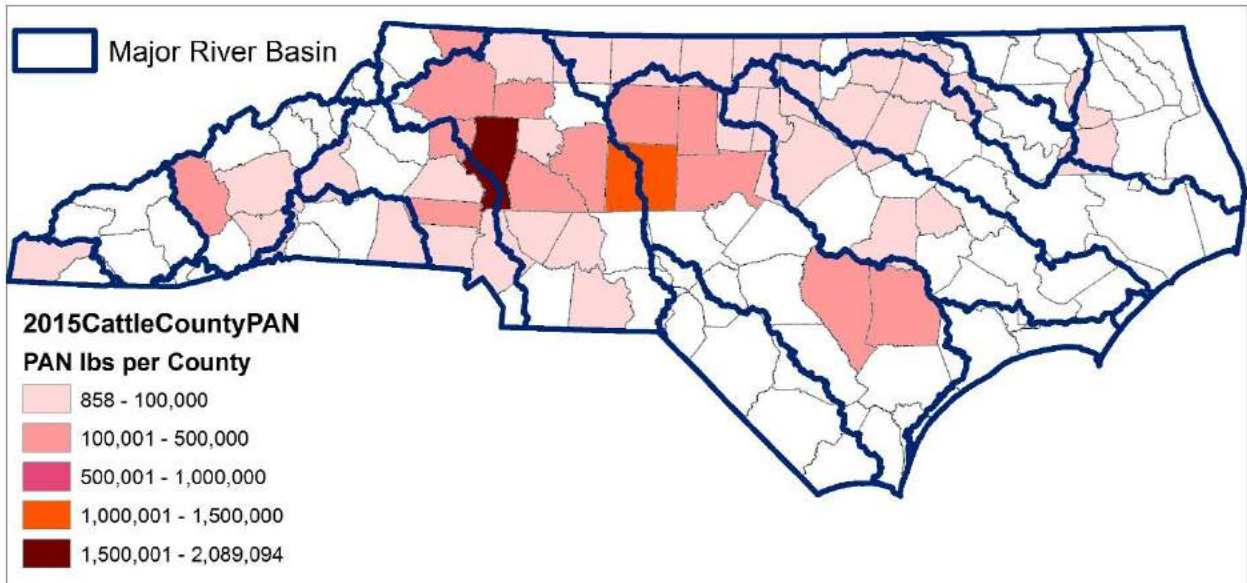 Major River Basin
2015CattleCountyPAN
PAN lbs per County
858 - 100,000
100,001 - 500,000
500,001 - 1,000,000
1,000,001 - 1,500,000
1,500,001 - 2,089,094